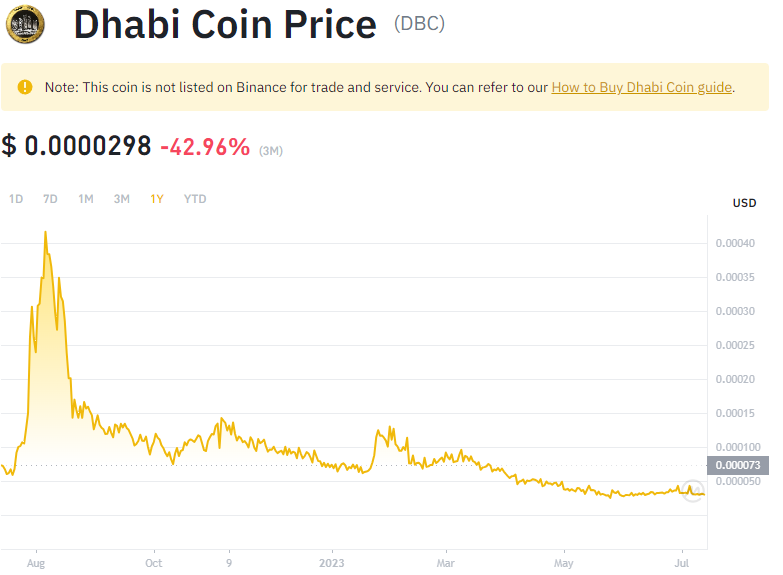 Dhabi Coin Price (DBC)
Note: This coin is not listed on Binance for trade and service. You can refer to our How to Buy Dhabi Coin guide.
$ 0.0000298 -42.96% (3M)
1D 7D 1M 3M 1Y YTD
USD
0.00040
0.00035
0.00030
0.00025
0.00020
0.00015
0.000100
0.000073
0.000050
Aug Oct 9 2023 Mar May Jul